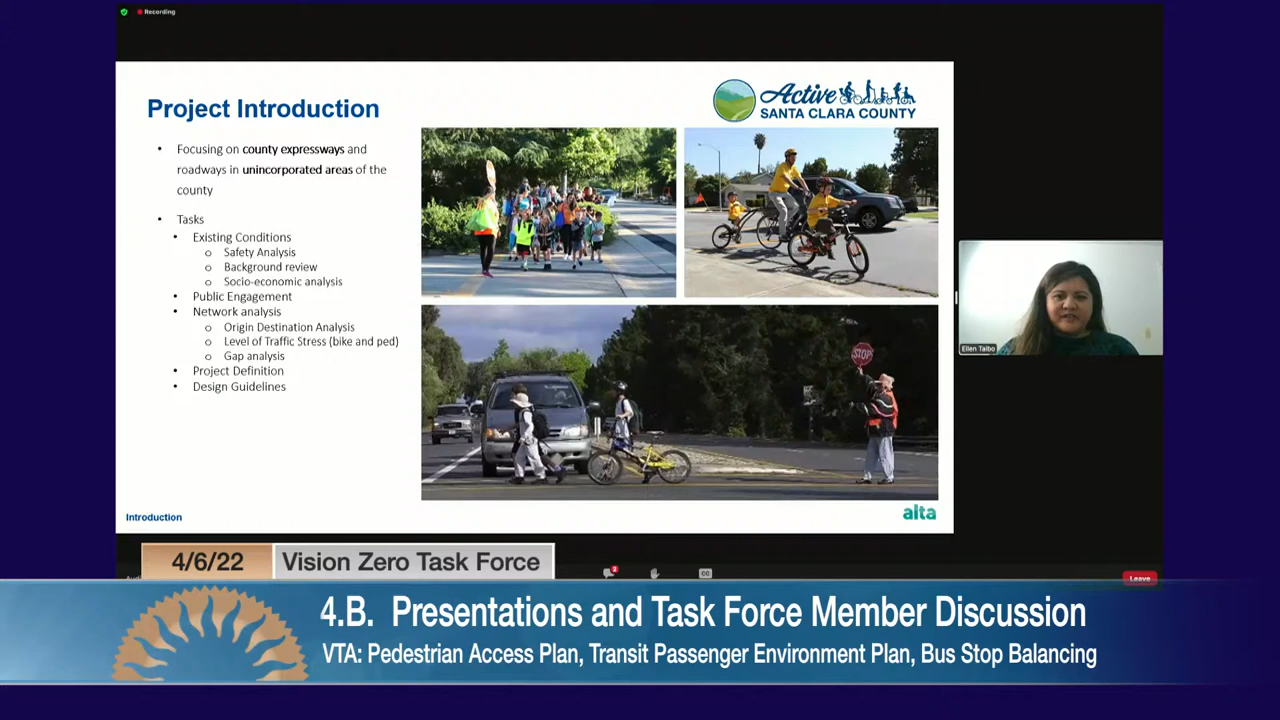 Recording
Project Introduction
Active
SANTA CLARA COUNTY
• Focusing on county expressways and
roadways in unincorporated areas of the
county
• Tasks
• Existing Conditions
o Safety Analysis
o Background review
o Socio-economic analysis
• Public Engagement
• Network analysis
o Origin Destination Analysis
o Level of Traffic Stress (bike and ped)
o Gap analysis
• Project Definition
• Design Guidelines
STOP
Ellen Talbo
Introduction
alta
4/6/22
Vision Zero Task Force
2
CC
Leave
4.B. Presentations and Task Force Member Discussion
VTA: Pedestrian Access Plan, Transit Passenger Environment Plan, Bus Stop Balancing